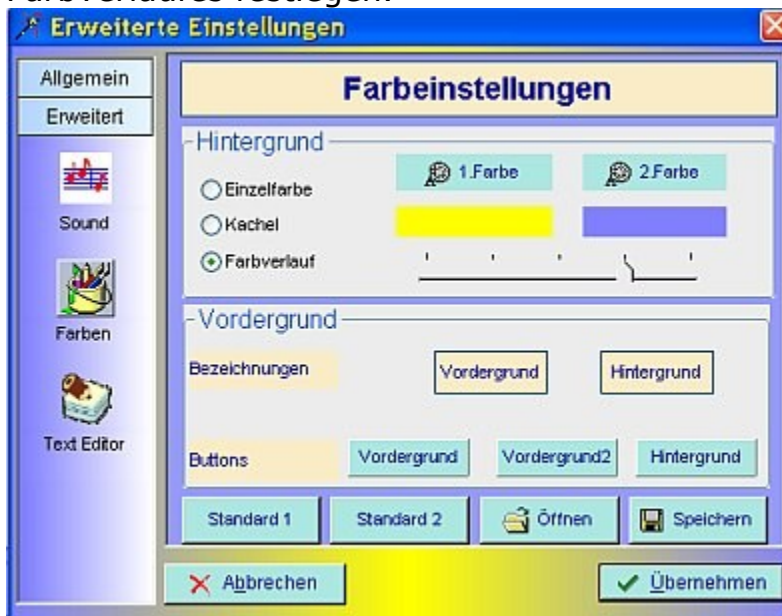 Farbverlaufes festlegen.
Erweiterte Einstellungen
Allgemein
Erweitert
Sound
Farben
Text Editor
Farbeinstellungen
Hintergrund
1.Farbe 2.Farbe
Einzelfarbe
Kachel
Farbverlauf
Vordergrund
Bezeichnungen Vordergrund Hintergrund
Buttons Vordergrund Vordergrund2 Hintergrund
Standard 1 Standard 2 Öffnen Speichern
Abbrechen Übernehmen